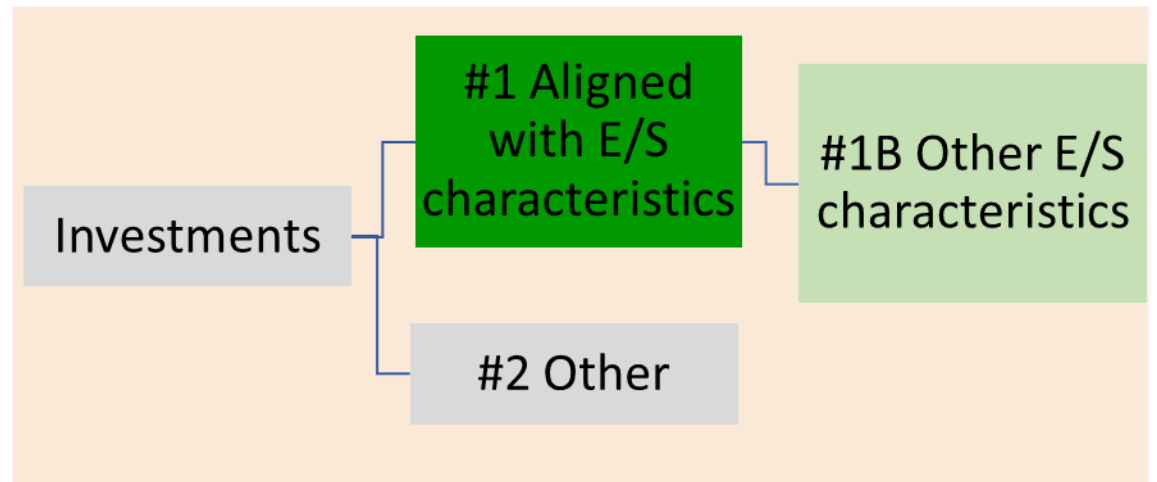 #1 Aligned
with E/S
characteristics
#1B Other E/S
characteristics
Investments
#2 Other